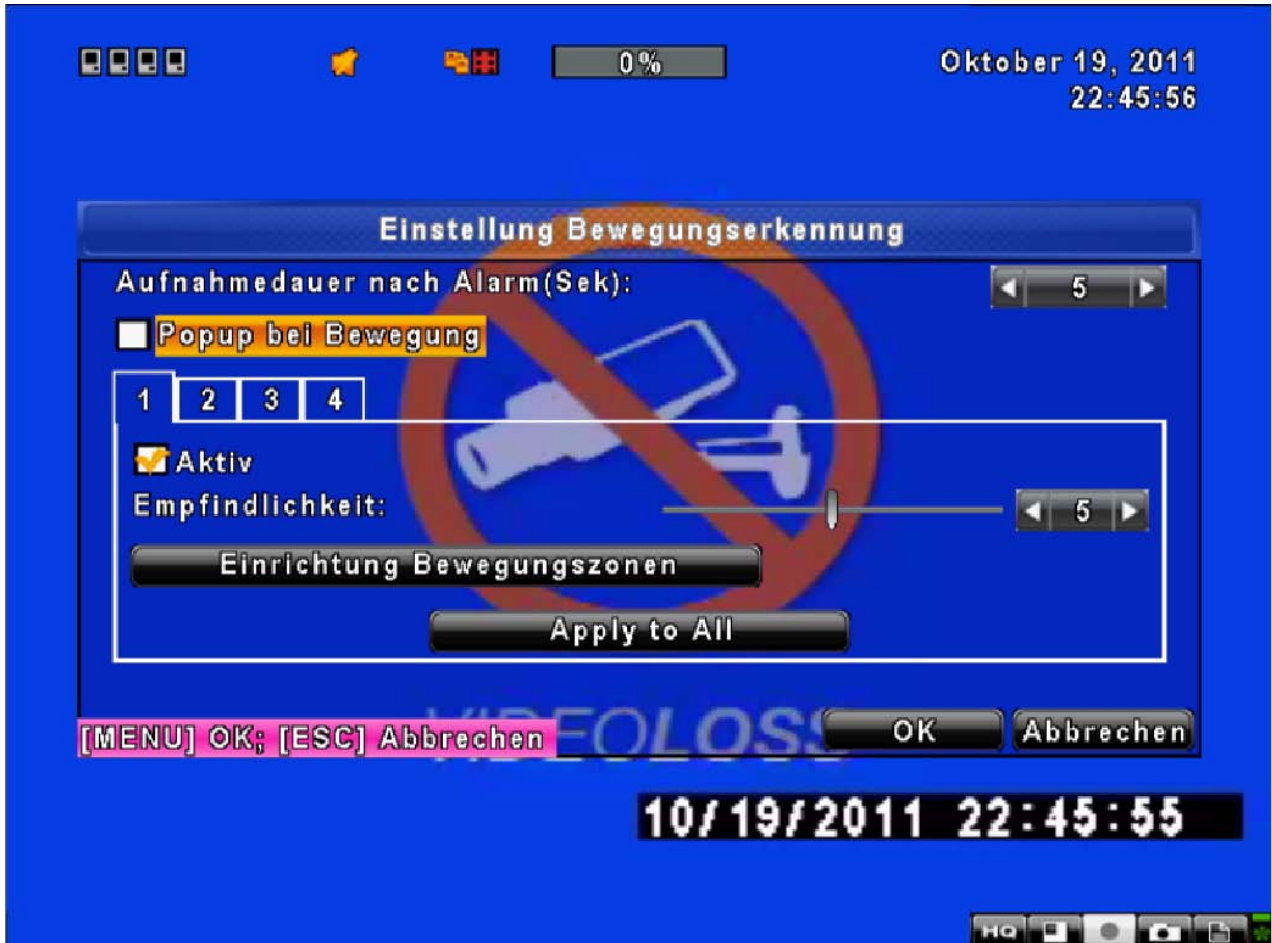 0%
Oktober 19, 2011
22:45:56
Einstellung Bewegungserkennung
Aufnahmedauer nach Alarm(Sek):
5
Popup bei Bewegung
1 2 3 4
Aktiv
Empfindlichkeit:
5
Einrichtung Bewegungszonen
Apply to All
VIDEOLOSS
[MENU] OK; [ESC] Abbrechen
OK
Abbrechen
10/19/2011 22:45:55
HQ